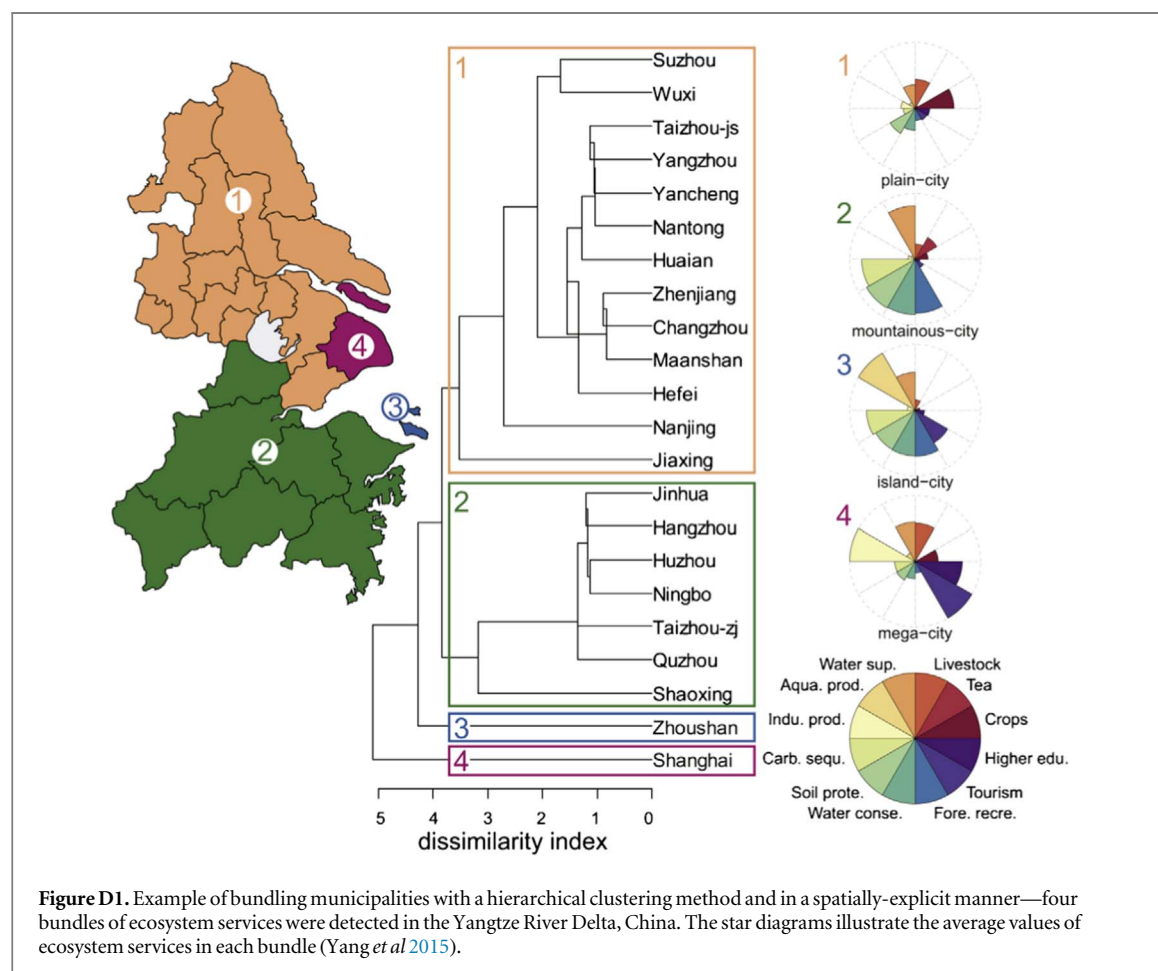 1
2
3
4
1
Suzhou
Wuxi
Taizhou-js
Yangzhou
Yancheng
Nantong
Huaian
Zhenjiang
Changzhou
Maanshan
Hefei
Nanjing
Jiaxing
2
Jinhua
Hangzhou
Huzhou
Ningbo
Taizhou-zj
Quzhou
Shaoxing
3
Zhoushan
4
Shanghai
5 4 3 2 1 0
dissimilarity index
1
plain-city
2
mountainous-city
3
island-city
4
mega-city
Water sup. Livestock
Aqua. prod. Tea
Indu. prod. Crops
Carb. sequ. Higher edu.
Soil prote. Tourism
Water conse. Fore. recre.
Figure D1. Example of bundling municipalities with a hierarchical clustering method and in a spatially-explicit manner—four
bundles of ecosystem services were detected in the Yangtze River Delta, China. The star diagrams illustrate the average values of
ecosystem services in each bundle (Yang et al 2015).